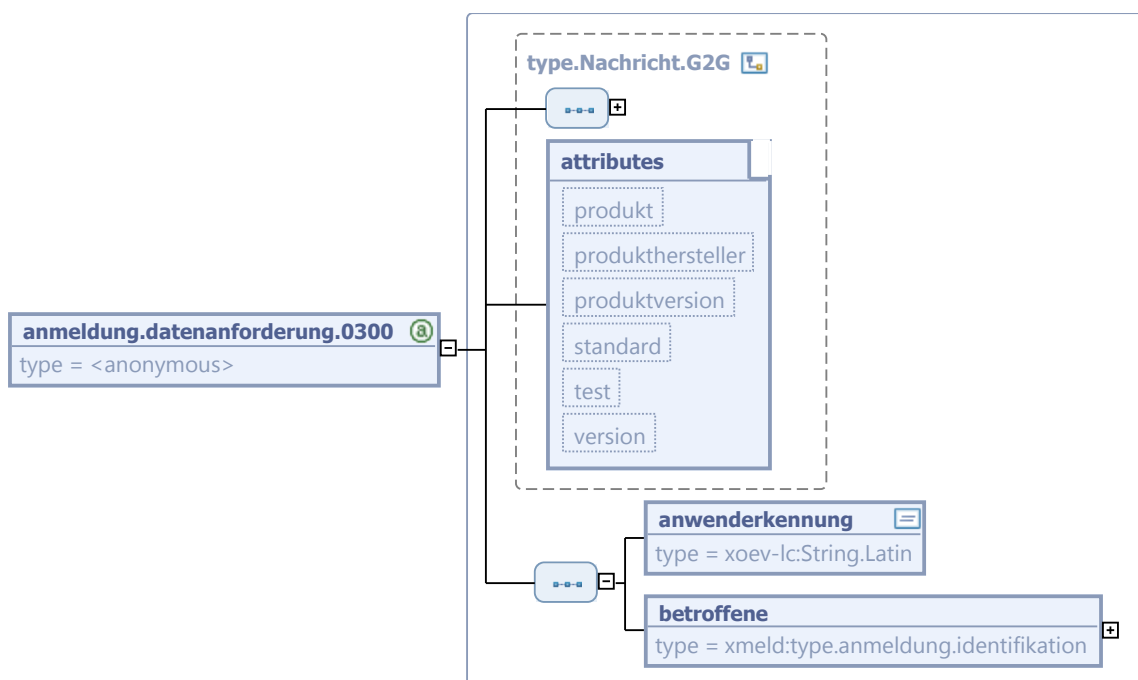 type.Nachricht.G2G
attributes
produkt
produkthersteller
produktversion
standard
test
version
anmeldung.datenanforderung.0300 a
type = <anonymous>
anwenderkennung
type = xoev-lc:String.Latin
betroffene
type = xmeld:type.anmeldung.identifikation